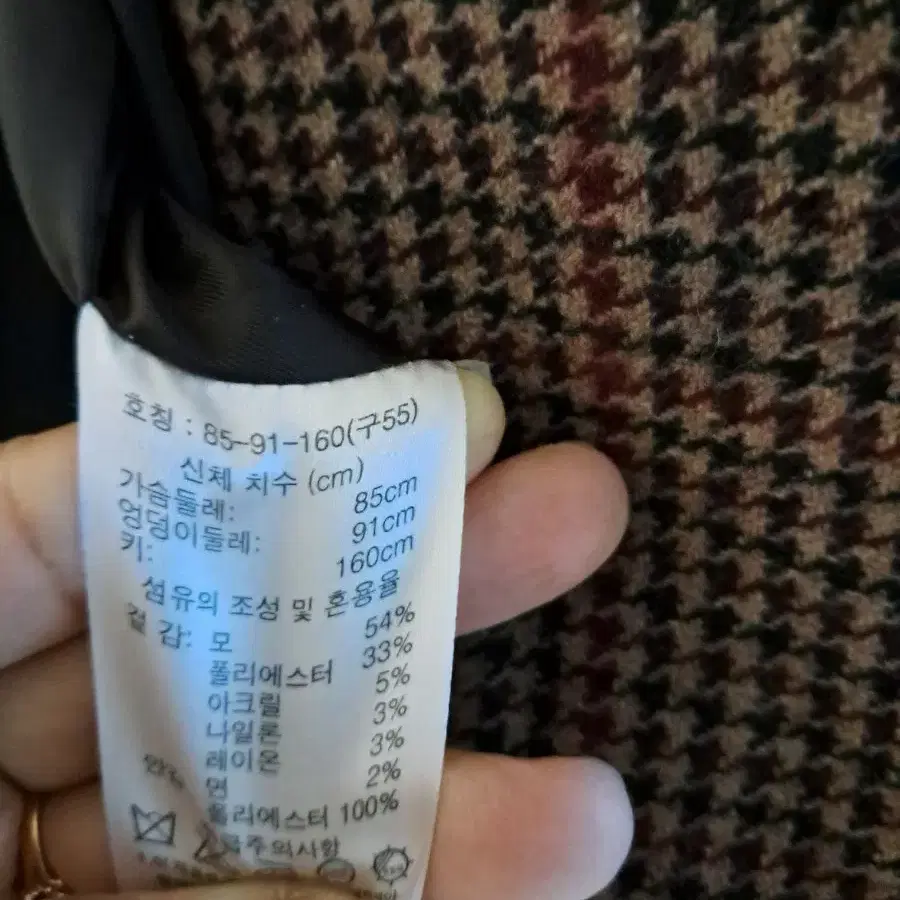 호칭 : 85-91-160(구55)
신체 치수 (cm)
가슴둘레: 85cm
엉덩이둘레: 91cm
키: 160cm
섬유의 조성 및 혼용율
겉 감: 모 54%
폴리에스터 33%
아크릴 5%
나일론 3%
레이온 3%
면 2%
폴리에스터 100%